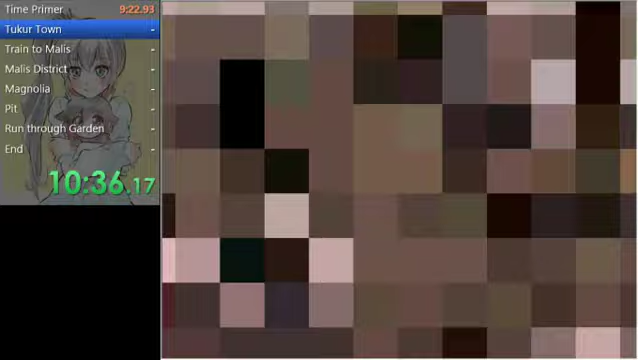 Time Primer 9:22.93
Tukur Town -
Train to Malis -
Malis District -
Magnolia -
Pit -
Run through Garden -
End -
10:36.17